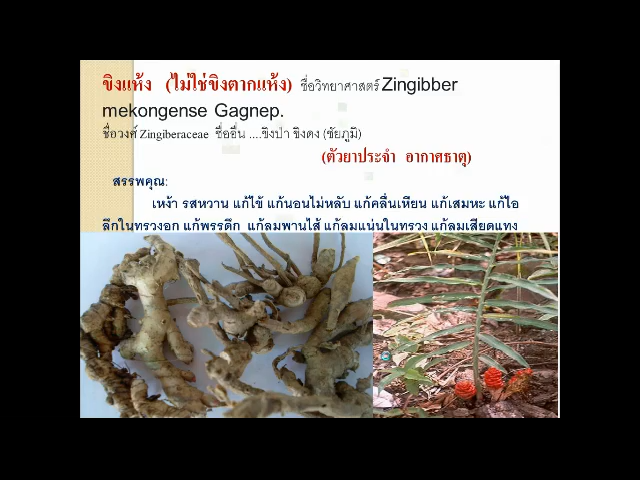 ขิงแห้ง (ไม่ใช่ขิงตากแห้ง) ชื่อวิทยาศาสตร์ Zingibber
mekongense Gagnep.
ชื่อวงศ์ Zingiberaceae ชื่ออื่น ....ขิงป่า ขิงดง (ชัยภูมิ)
(ตัวยาประจำ อากาศธาตุ)
สรรพคุณ:
เหง้า รสหวาน แก้ไข้ แก้นอนไม่หลับ แก้คลื่นเหียน แก้เสมหะ แก้ไอ
ลึกในทรวงอก แก้พรรดึก แก้ลมพานไส้ แก้ลมแน่นในทรวง แก้ลมเสียดแทง